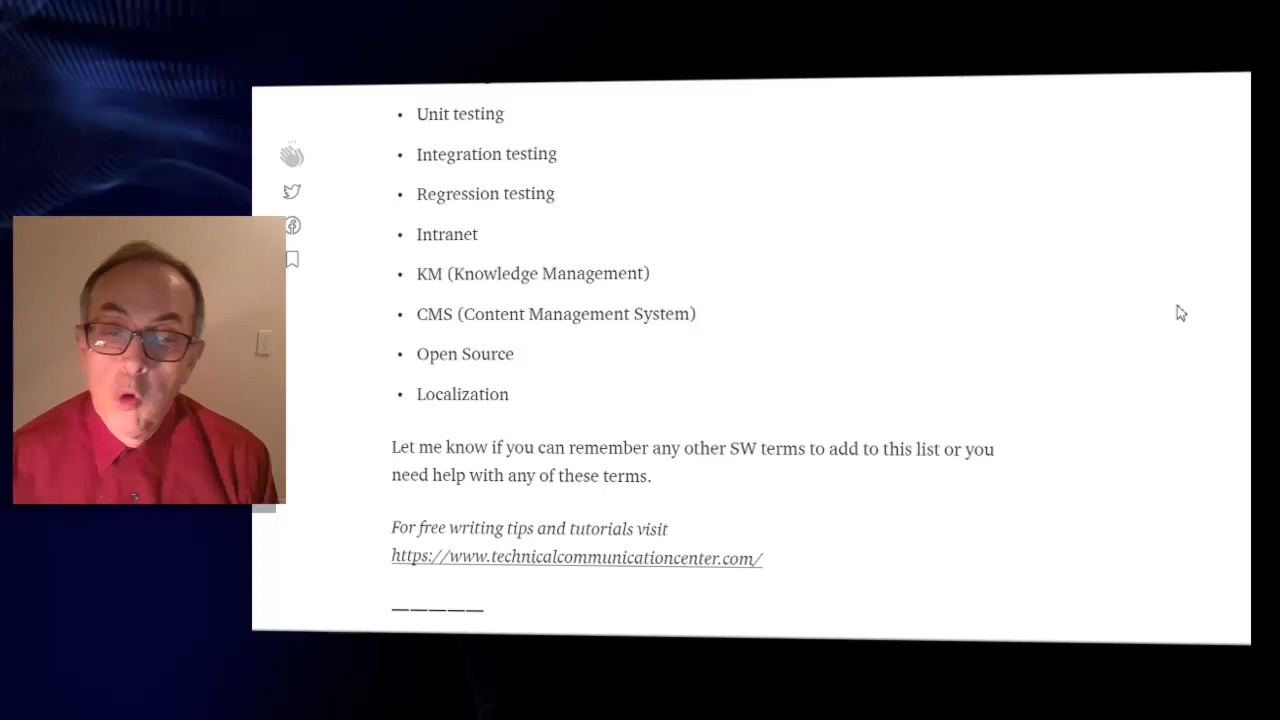 • Unit testing
• Integration testing
• Regression testing
• Intranet
• KM (Knowledge Management)
• CMS (Content Management System)
• Open Source
• Localization
Let me know if you can remember any other SW terms to add to this list or you
need help with any of these terms.
For free writing tips and tutorials visit
https://www.technicalcommunicationcenter.com/
—————